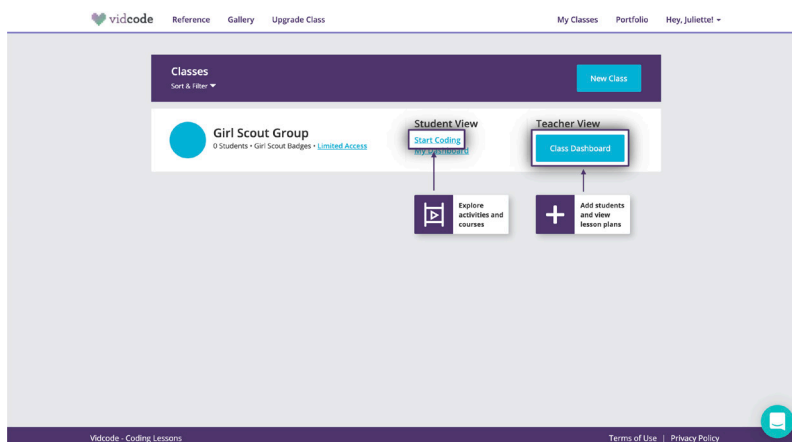 vidcode Reference Gallery Upgrade Class My Classes Portfolio Hey, Juliette!
Classes
Sort & Filter
New Class
Girl Scout Group
0 Students • Girl Scout Badges • Limited Access
Student View
Start Coding
My Dashboard
Teacher View
Class Dashboard
Explore
activities and
courses
Add students
and view
lesson plans
Vidcode - Coding Lessons Terms of Use | Privacy Policy